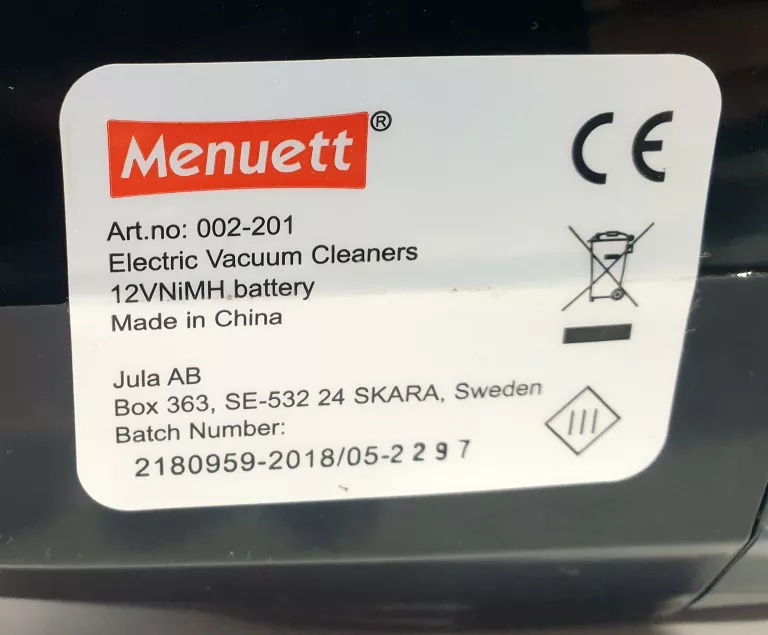 Menuett®
CE
Art.no: 002-201
Electric Vacuum Cleaners
12VNiMH battery
Made in China
Jula AB
Box 363, SE-532 24 SKARA, Sweden
Batch Number:
2180959-2018/05-2297